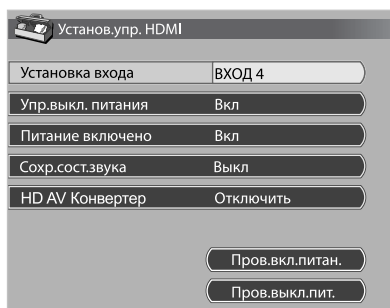 Установ.упр. HDMI
Установка входа ВХОД 4
Упр.выкл. питания Вкл
Питание включено Вкл
Сохр.сост.звука Выкл
HD AV Конвертер Отключить
Пров.вкл.питан.
Пров.выкл.пит.